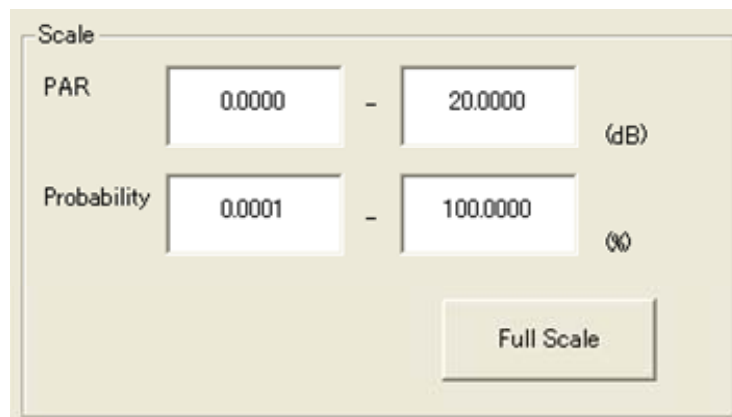 Scale
PAR 0.0000 - 20.0000 (dB)
Probability 0.0001 - 100.0000 (%)
Full Scale